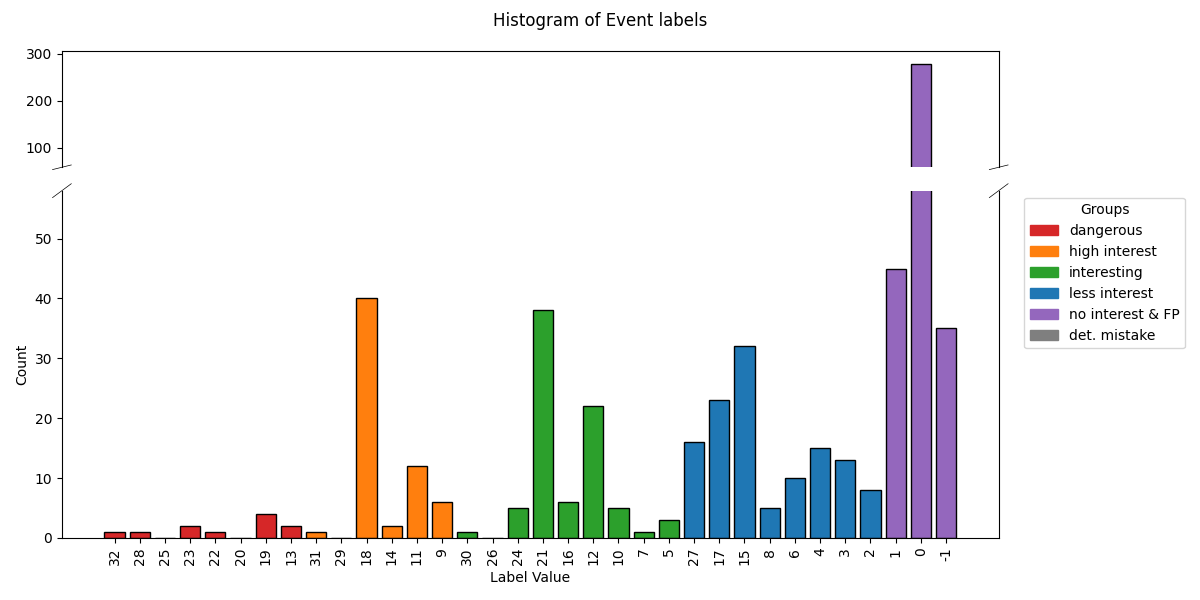 Histogram of Event labels
300
200
100
50
40
30
20
10
0
Count
32 28 25 23 22 20 19 13 31 29 18 14 11 9 30 26 24 21 16 12 10 7 5 27 17 15 8 6 4 3 2 1 0 -1
Label Value
Groups
dangerous
high interest
interesting
less interest
no interest & FP
det. mistake